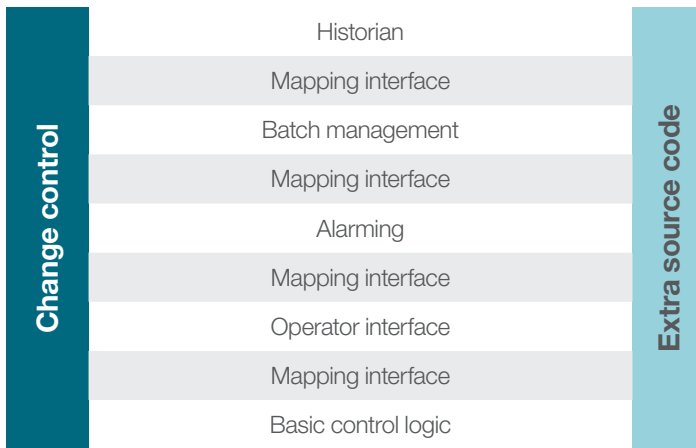 Change control
Historian
Mapping interface
Batch management
Mapping interface
Alarming
Mapping interface
Operator interface
Mapping interface
Basic control logic
Extra source code